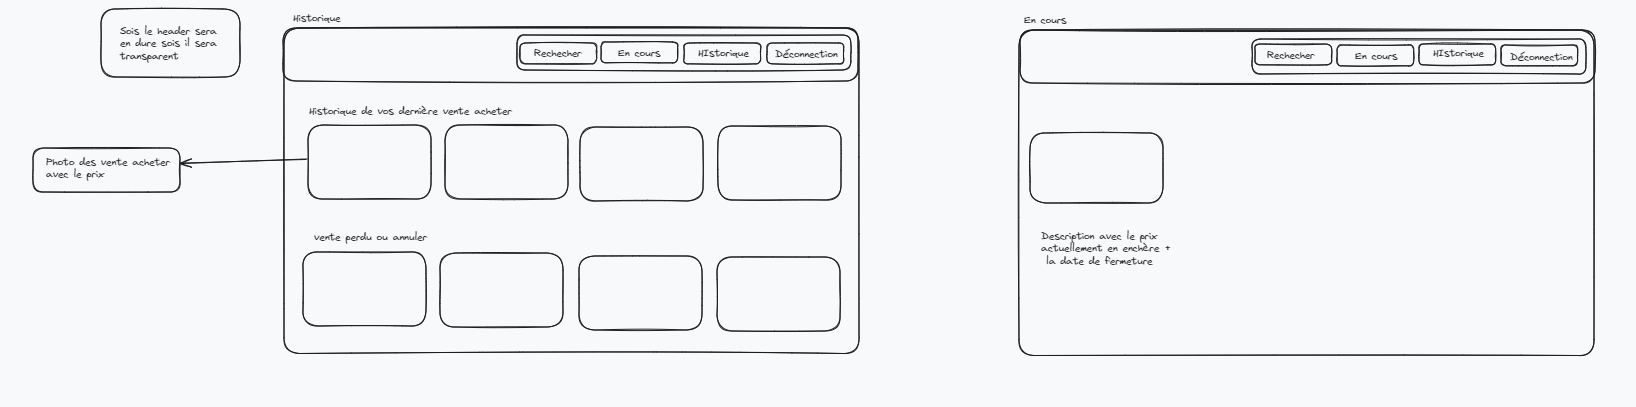 Sois le header sera
en dure sois il sera
transparent
Historique
Rechecher
En cours
HIstorique
Déconnection
Historique de vos dernière vente acheter
Photo des vente acheter
avec le prix
vente perdu ou annuler
En cours
Rechecher
En cours
HIstorique
Déconnection
Description avec le prix
actuellement en enchère +
la date de fermeture